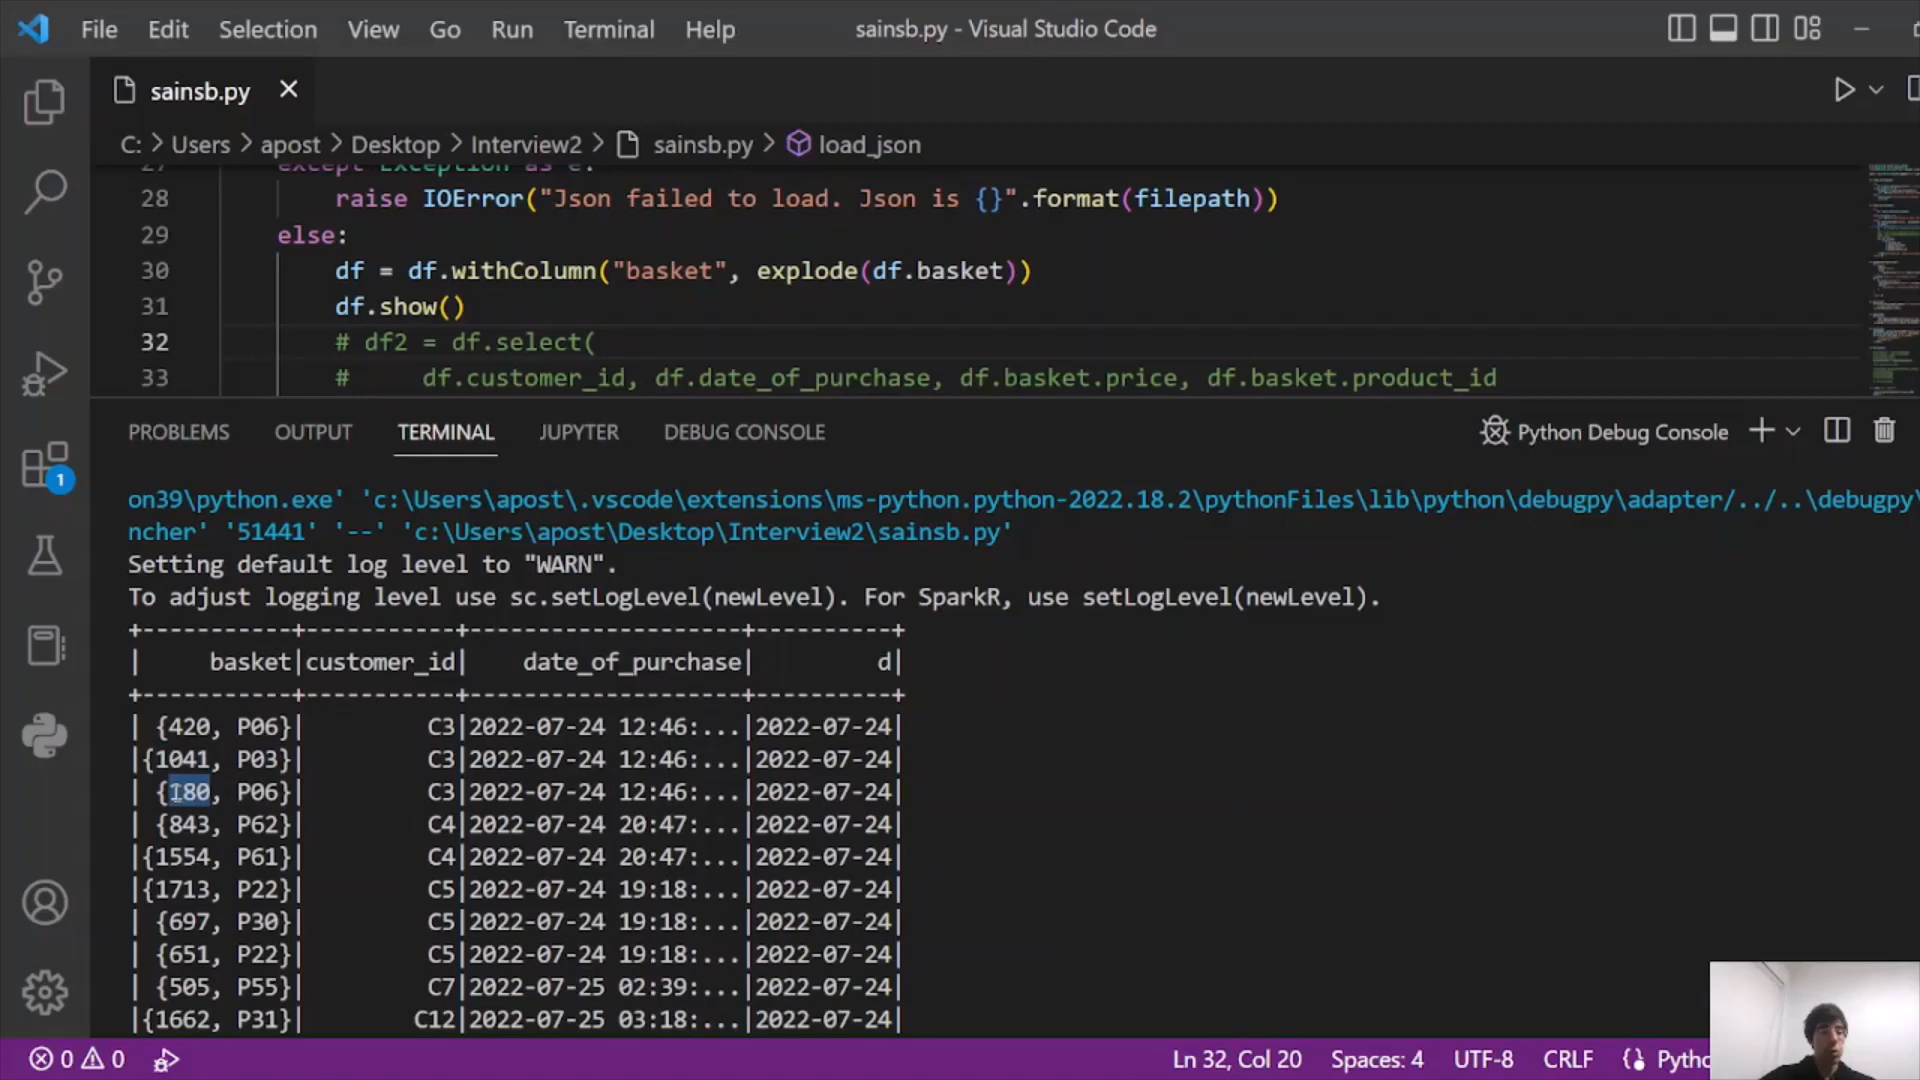 File Edit Selection View Go Run Terminal Help sainsb.py - Visual Studio Code
sainsb.py
C: > Users > apost > Desktop > Interview2 > sainsb.py > load_json
27 except Exception as e:
28 raise IOError("Json failed to load. Json is {}".format(filepath))
29 else:
30 df = df.withColumn("basket", explode(df.basket))
31 df.show()
32 # df2 = df.select(
33 # df.customer_id, df.date_of_purchase, df.basket.price, df.basket.product_id
PROBLEMS OUTPUT TERMINAL JUPYTER DEBUG CONSOLE Python Debug Console
1
on39\python.exe' 'c:\Users\apost\.vscode\extensions\ms-python.python-2022.18.2\pythonFiles\lib\python\debugpy\adapter/../..\debugpy\
ncher' '51441' '--' 'c:\Users\apost\Desktop\Interview2\sainsb.py'
Setting default log level to "WARN".
To adjust logging level use sc.setLogLevel(newLevel). For SparkR, use setLogLevel(newLevel).
+-----------+-----------+--------------------+----------+
| basket|customer_id| date_of_purchase| d|
+-----------+-----------+--------------------+----------+
| {420, P06}| C3|2022-07-24 12:46:...|2022-07-24|
|{1041, P03}| C3|2022-07-24 12:46:...|2022-07-24|
| {180, P06}| C3|2022-07-24 12:46:...|2022-07-24|
| {843, P62}| C4|2022-07-24 20:47:...|2022-07-24|
|{1554, P61}| C4|2022-07-24 20:47:...|2022-07-24|
|{1713, P22}| C5|2022-07-24 19:18:...|2022-07-24|
| {697, P30}| C5|2022-07-24 19:18:...|2022-07-24|
| {651, P22}| C5|2022-07-24 19:18:...|2022-07-24|
| {505, P55}| C7|2022-07-25 02:39:...|2022-07-24|
|{1662, P31}| C12|2022-07-25 03:18:...|2022-07-24|
0 0 Ln 32, Col 20 Spaces: 4 UTF-8 CRLF Pytho